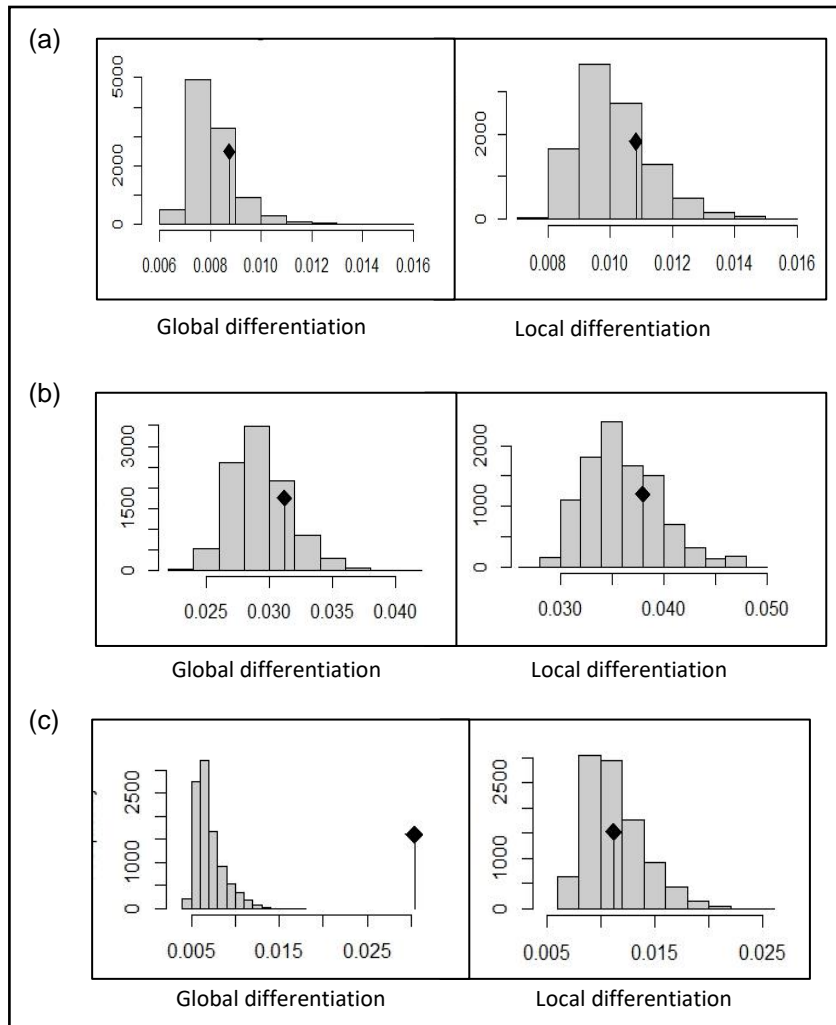 (a)
0 2000 5000
0.006 0.008 0.010 0.012 0.014 0.016
Global differentiation
0 2000
0.008 0.010 0.012 0.014 0.016
Local differentiation
(b)
0 1500 3000
0.025 0.030 0.035 0.040
Global differentiation
0 1000 2000
0.030 0.040 0.050
Local differentiation
(c)
0 1000 2500
0.005 0.015 0.025
Global differentiation
0 1000 2500
0.005 0.015 0.025
Local differentiation